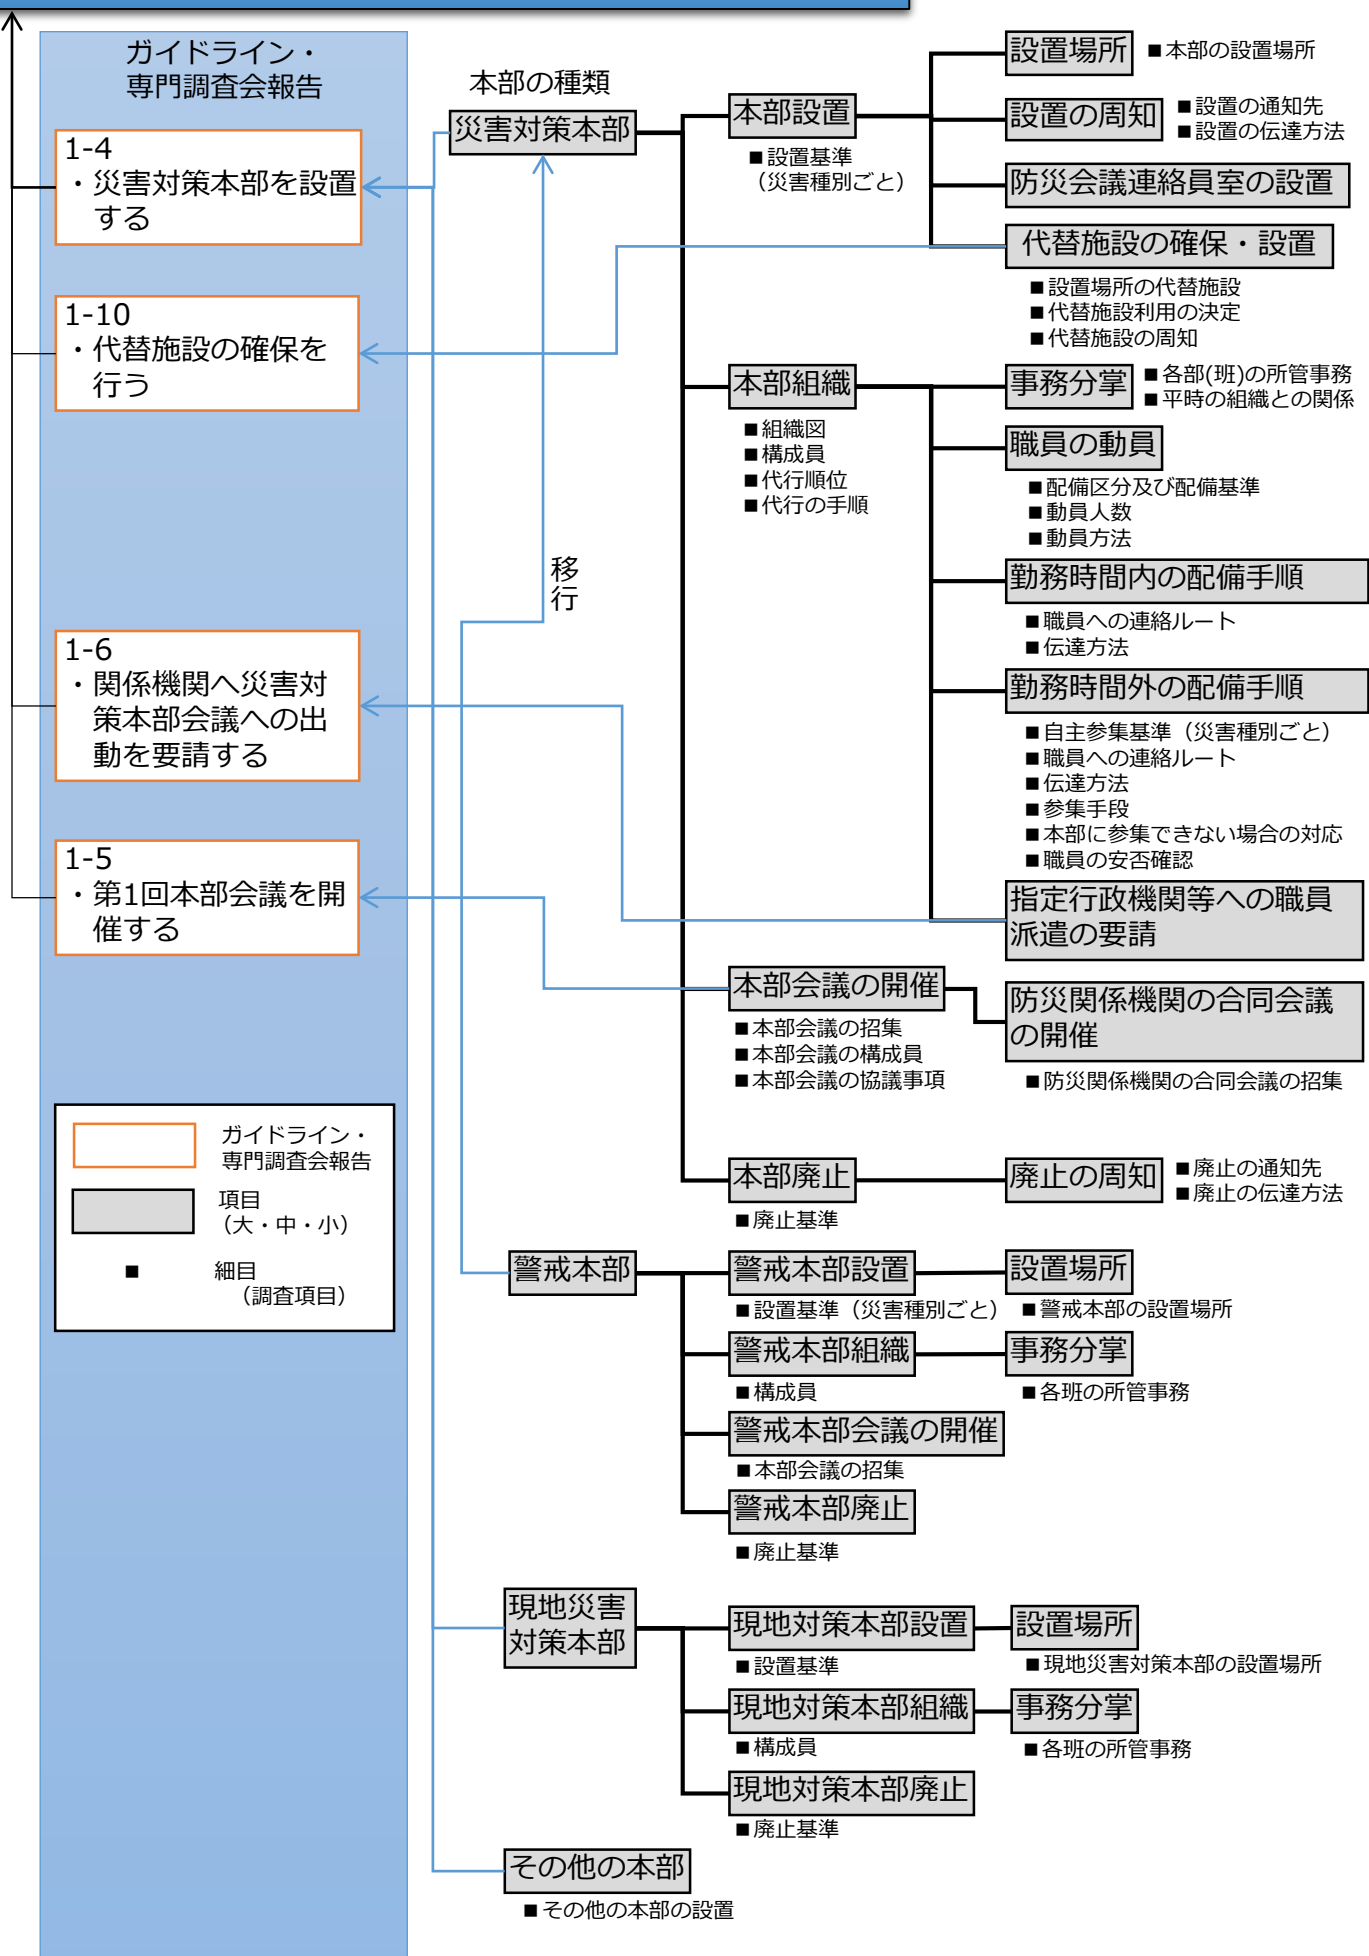 ガイドライン・
専門調査会報告
1-4
・災害対策本部を設置
する
1-10
・代替施設の確保を
行う
1-6
・関係機関へ災害対
策本部会議への出
動を要請する
1-5
・第1回本部会議を開
催する
ガイドライン・
専門調査会報告
項目
（大・中・小）
■ 細目
（調査項目）
本部の種類
災害対策本部
移
行
本部設置
■設置基準
（災害種別ごと）
設置場所
■本部の設置場所
設置の周知
■設置の通知先
■設置の伝達方法
防災会議連絡員室の設置
代替施設の確保・設置
■設置場所の代替施設
■代替施設利用の決定
■代替施設の周知
本部組織
■組織図
■構成員
■代行順位
■代行の手順
事務分掌
■各部(班)の所管事務
■平時の組織との関係
職員の動員
■配備区分及び配備基準
■動員人数
■動員方法
勤務時間内の配備手順
■職員への連絡ルート
■伝達方法
勤務時間外の配備手順
■自主参集基準（災害種別ごと）
■職員への連絡ルート
■伝達方法
■参集手段
■本部に参集できない場合の対応
■職員の安否確認
指定行政機関等への職員
派遣の要請
本部会議の開催
■本部会議の招集
■本部会議の構成員
■本部会議の協議事項
防災関係機関の合同会議
の開催
■防災関係機関の合同会議の招集
本部廃止
■廃止基準
廃止の周知
■廃止の通知先
■廃止の伝達方法
警戒本部
警戒本部設置
■設置基準（災害種別ごと）
設置場所
■警戒本部の設置場所
警戒本部組織
■構成員
事務分掌
■各班の所管事務
警戒本部会議の開催
■本部会議の招集
警戒本部廃止
■廃止基準
現地災害
対策本部
現地対策本部設置
■設置基準
設置場所
■現地災害対策本部の設置場所
現地対策本部組織
■構成員
事務分掌
■各班の所管事務
現地対策本部廃止
■廃止基準
その他の本部
■その他の本部の設置